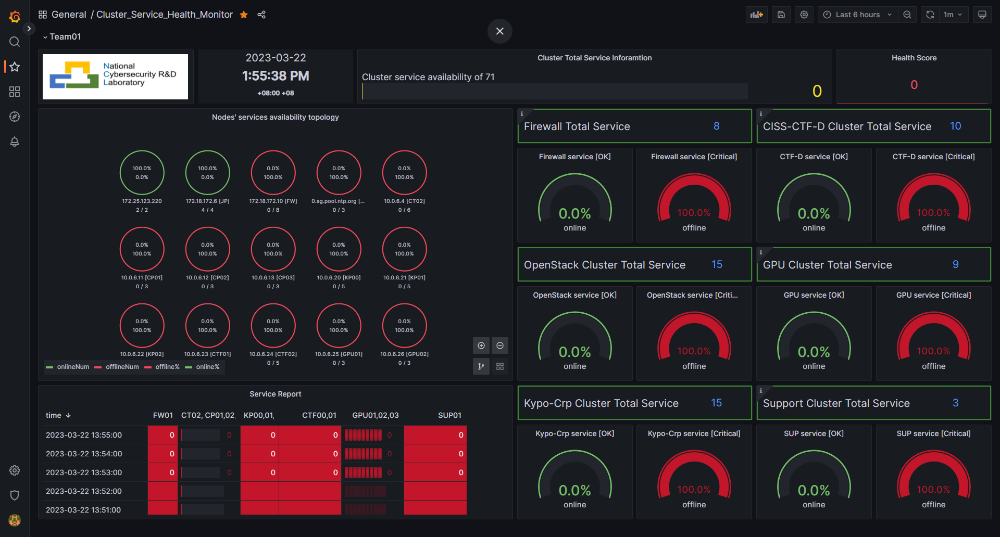 General / Cluster_Service_Health_Monitor
Last 6 hours
1m
Team01
National
Cybersecurity R&D
Laboratory
2023-03-22
1:55:38 PM
+08:00 +08
Cluster Total Service Inforamtion
Cluster service availability of 71
0
Health Score
0
Nodes' services availability topology
100.0% 100.0% 0.0% 0.0% 0.0%
0.0% 0.0% 100.0% 100.0% 100.0%
172.25.123.220 172.18.172.6 [JP] 172.18.172.10 [FW] 0.sg.pool.ntp.org [... 10.0.6.4 [CT02]
2 / 2 4 / 4 0 / 8 0 / 3 0 / 6
0.0% 0.0% 0.0% 0.0% 0.0%
100.0% 100.0% 100.0% 100.0% 100.0%
10.0.6.11 [CP01] 10.0.6.12 [CP02] 10.0.6.13 [CP03] 10.0.6.20 [KP00] 10.0.6.21 [KP01]
0 / 3 0 / 3 0 / 3 0 / 5 0 / 5
0.0% 0.0% 0.0% 0.0% 0.0%
100.0% 100.0% 100.0% 100.0% 100.0%
10.0.6.22 [KP02] 10.0.6.23 [CTF01] 10.0.6.24 [CTF02] 10.0.6.25 [GPU01] 10.0.6.26 [GPU02]
0 / 5 0 / 3 0 / 3
onlineNum offlineNum offline% online%
Firewall Total Service 8
Firewall service [OK]
0.0%
online
Firewall service [Critical]
100.0%
offline
CISS-CTF-D Cluster Total Service 10
CTF-D service [OK]
0.0%
online
CTF-D service [Critical]
100.0%
offline
OpenStack Cluster Total Service 15
OpenStack service [OK]
0.0%
online
OpenStack service [Criti...
100.0%
offline
GPU Cluster Total Service 9
GPU service [OK]
0.0%
online
GPU service [Critical]
100.0%
offline
Service Report
time FW01 CT02, CP01,02, KP00,01, CTF00,01 GPU01,02,03 SUP01
2023-03-22 13:55:00 0 0 0 0 0 0
2023-03-22 13:54:00 0 0 0 0 0 0
2023-03-22 13:53:00 0 0 0 0 0 0
2023-03-22 13:52:00
2023-03-22 13:51:00
Kypo-Crp Cluster Total Service 15
Kypo-Crp service [OK]
0.0%
online
Kypo-Crp service [Critical]
100.0%
offline
Support Cluster Total Service 3
SUP service [OK]
0.0%
online
SUP service [Critical]
100.0%
offline